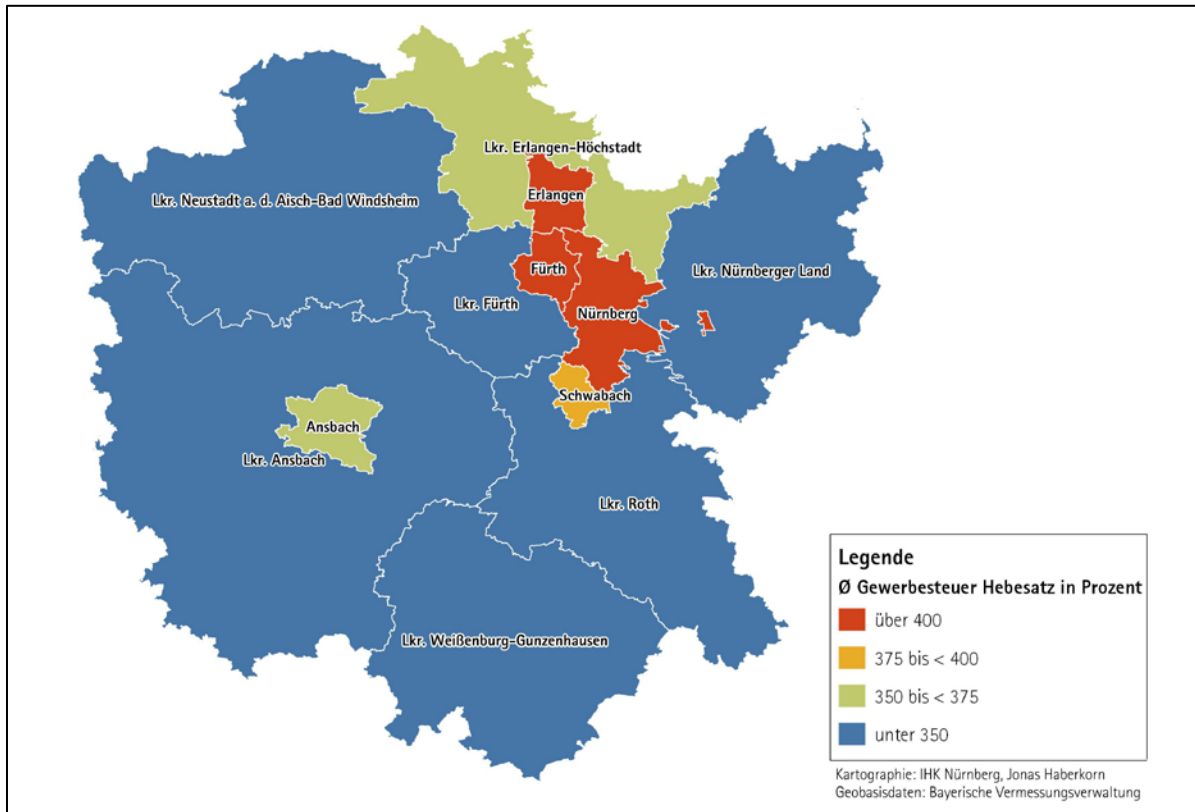 Lkr. Erlangen-Höchstadt
Erlangen
Lkr. Neustadt a. d. Aisch-Bad Windsheim
Fürth
Lkr. Nürnberger Land
Lkr. Fürth
Nürnberg
Schwabach
Ansbach
Lkr. Ansbach
Lkr. Roth
Lkr. Weißenburg-Gunzenhausen
Legende
Ø Gewerbesteuer Hebesatz in Prozent
über 400
375 bis < 400
350 bis < 375
unter 350
Kartographie: IHK Nürnberg, Jonas Haberkorn
Geobasisdaten: Bayerische Vermessungsverwaltung